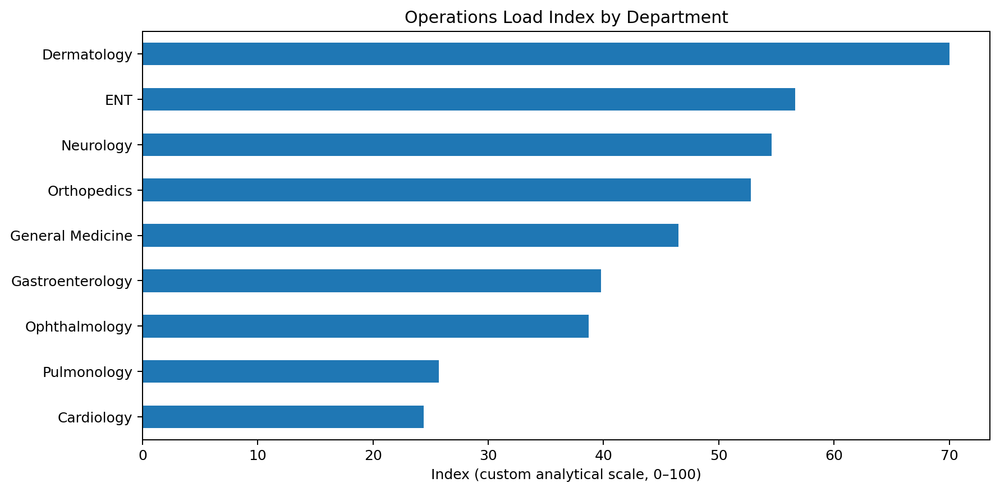 Operations Load Index by Department
Dermatology
ENT
Neurology
Orthopedics
General Medicine
Gastroenterology
Ophthalmology
Pulmonology
Cardiology
0 10 20 30 40 50 60 70
Index (custom analytical scale, 0–100)